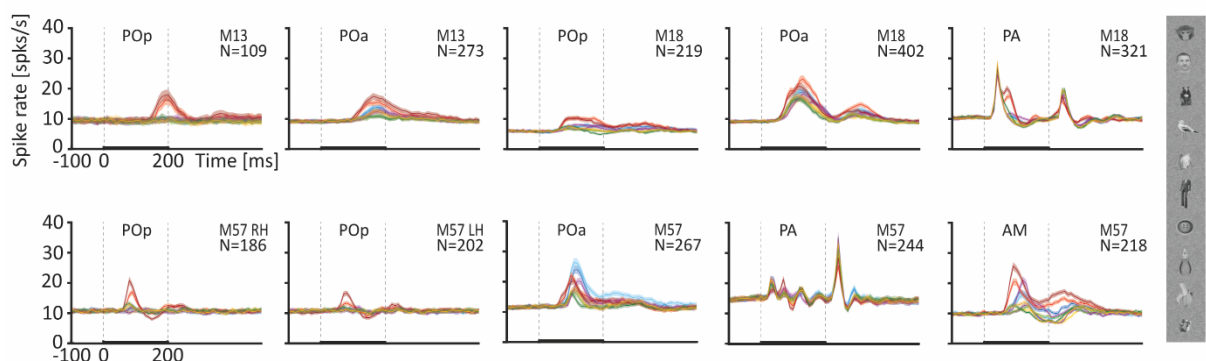 Spike rate [spks/s]
40
30
20
10
0
POp
M13
N=109
POa
M13
N=273
POp
M18
N=219
POa
M18
N=402
PA
M18
N=321
-100 0 200 Time [ms]
40
30
20
10
0
POp
M57 RH
N=186
POp
M57 LH
N=202
POa
M57
N=267
PA
M57
N=244
AM
M57
N=218
-100 0 200